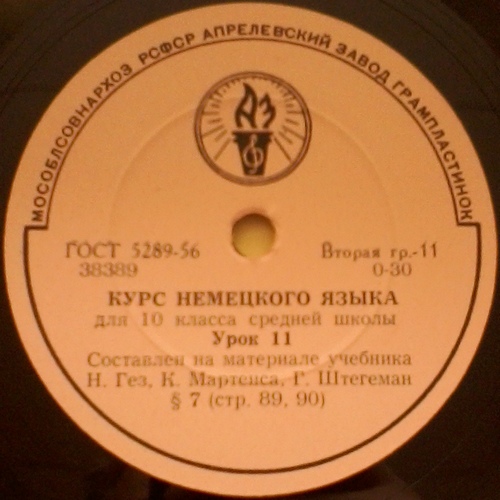 МОСОБЛСОВНАРХОЗ РСФСР АПРЕЛЕВСКИЙ ЗАВОД ГРАМПЛАСТИНОК
АЗ
ГОСТ 5289-56
38389
Вторая гр.-11
0-30
КУРС НЕМЕЦКОГО ЯЗЫКА
для 10 класса средней школы
Урок 11
Составлен на материале учебника
Н. Гез, К. Мартенса, Г. Штегеман
§ 7 (стр. 89, 90)